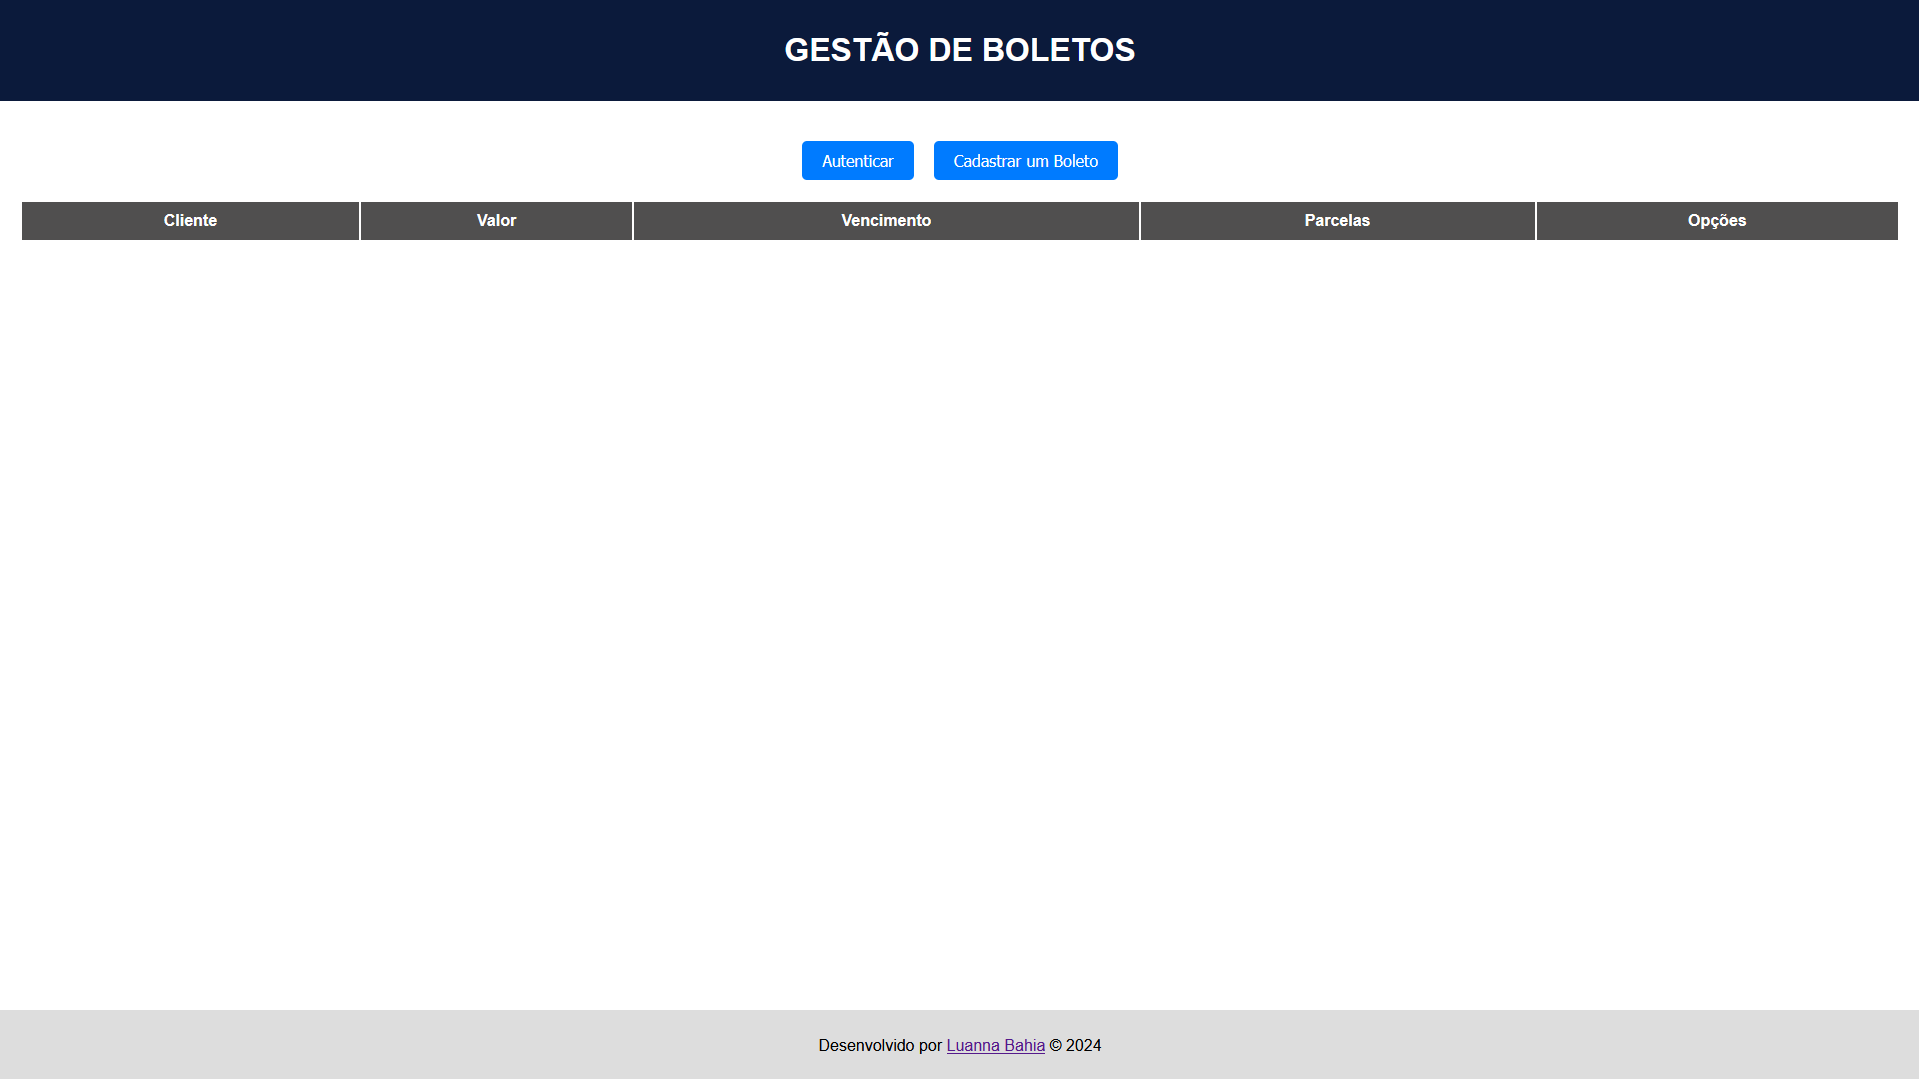 GESTÃO DE BOLETOS
Autenticar Cadastrar um Boleto
Cliente Valor Vencimento Parcelas Opções
Desenvolvido por Luanna Bahia © 2024